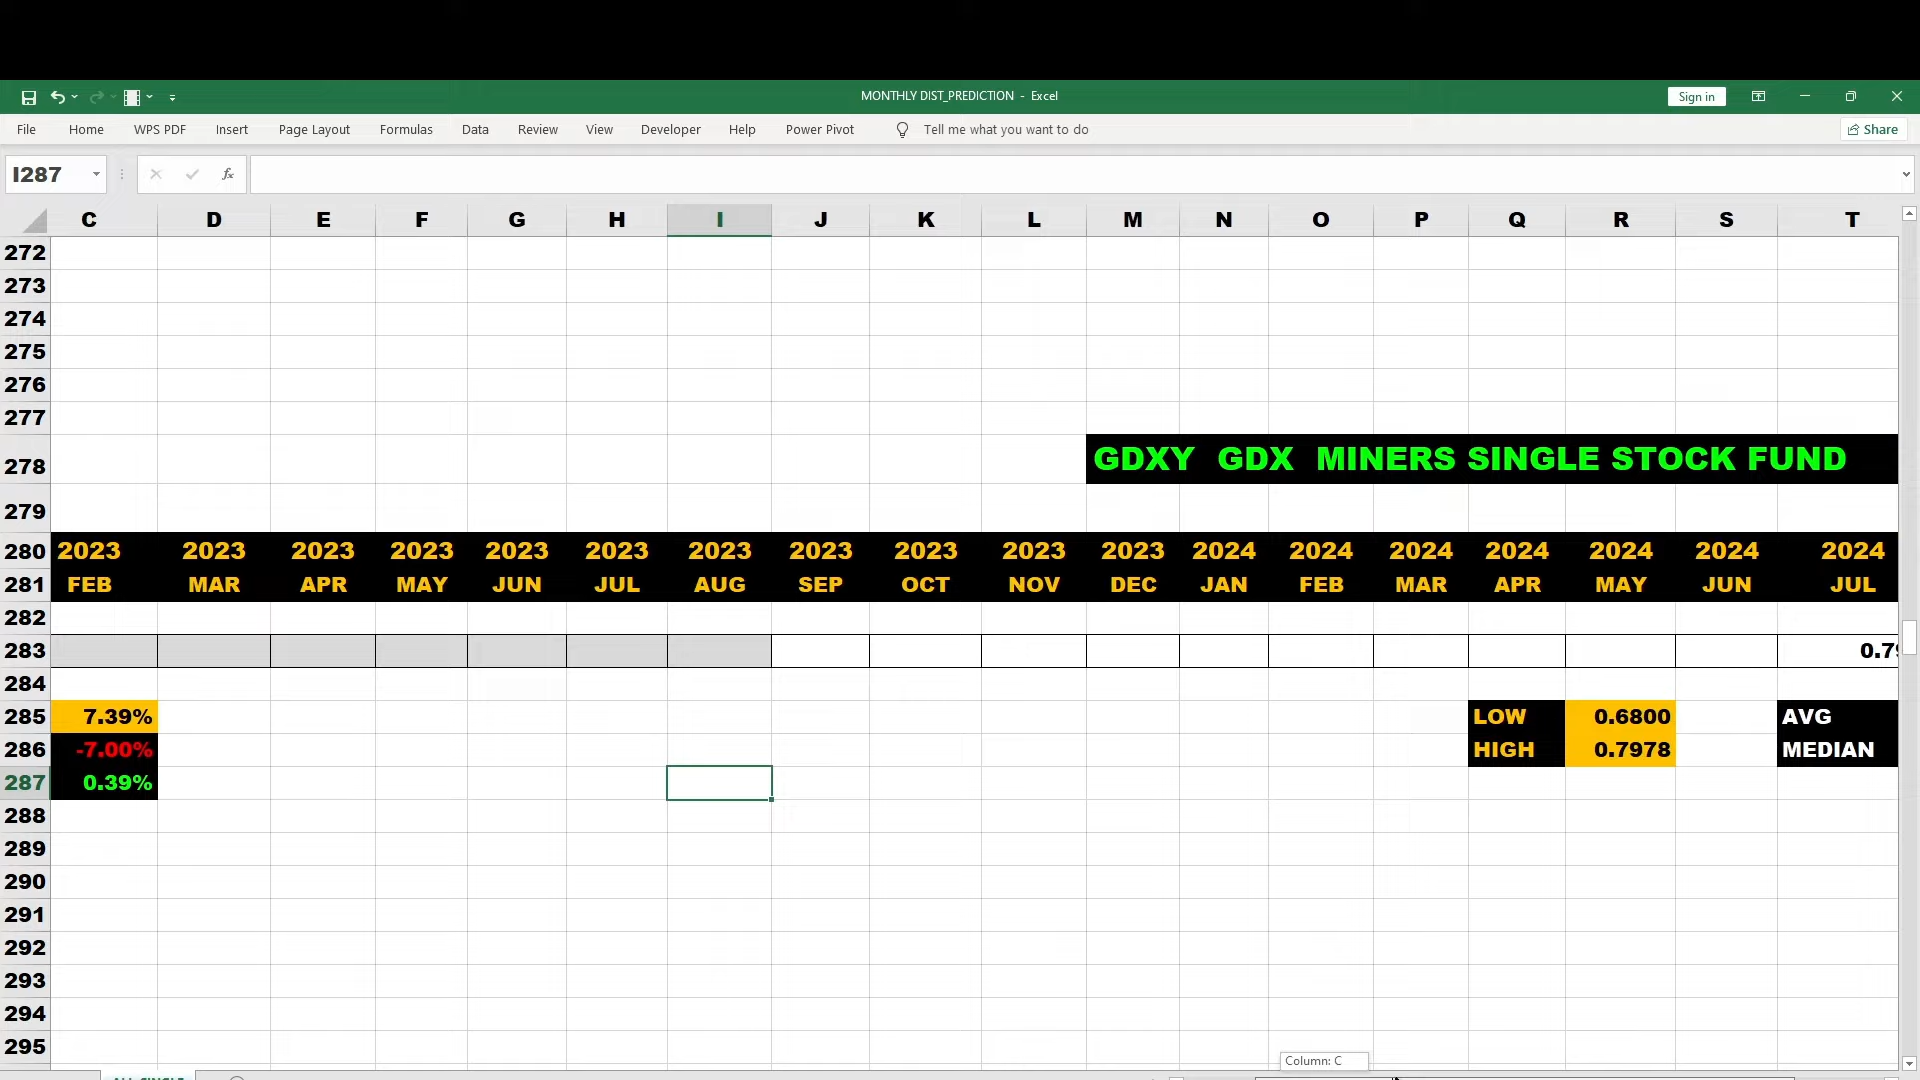 MONTHLY DIST_PREDICTION - Excel
Sign in
File Home WPS PDF Insert Page Layout Formulas Data Review View Developer Help Power Pivot Tell me what you want to do Share
I287 fx
C D E F G H I J K L M N O P Q R S T
272
273
274
275
276
277
278 GDXY GDX MINERS SINGLE STOCK FUND
279
280 2023 2023 2023 2023 2023 2023 2023 2023 2023 2023 2023 2024 2024 2024 2024 2024 2024 2024
281 FEB MAR APR MAY JUN JUL AUG SEP OCT NOV DEC JAN FEB MAR APR MAY JUN JUL
282
283 0.79
284
285 7.39% LOW 0.6800 AVG
286 -7.00% HIGH 0.7978 MEDIAN
287 0.39%
288
289
290
291
292
293
294
295
Column: C